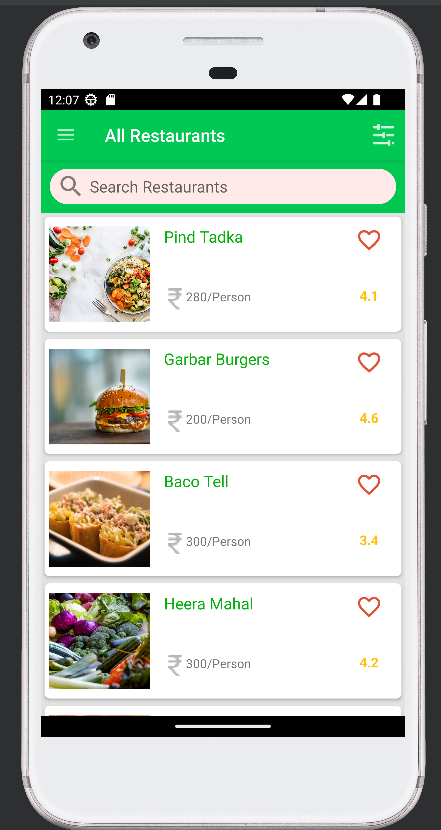 12:07
All Restaurants
Search Restaurants
Pind Tadka
₹ 280/Person
4.1
Garbar Burgers
₹ 200/Person
4.6
Baco Tell
₹ 300/Person
3.4
Heera Mahal
₹ 300/Person
4.2